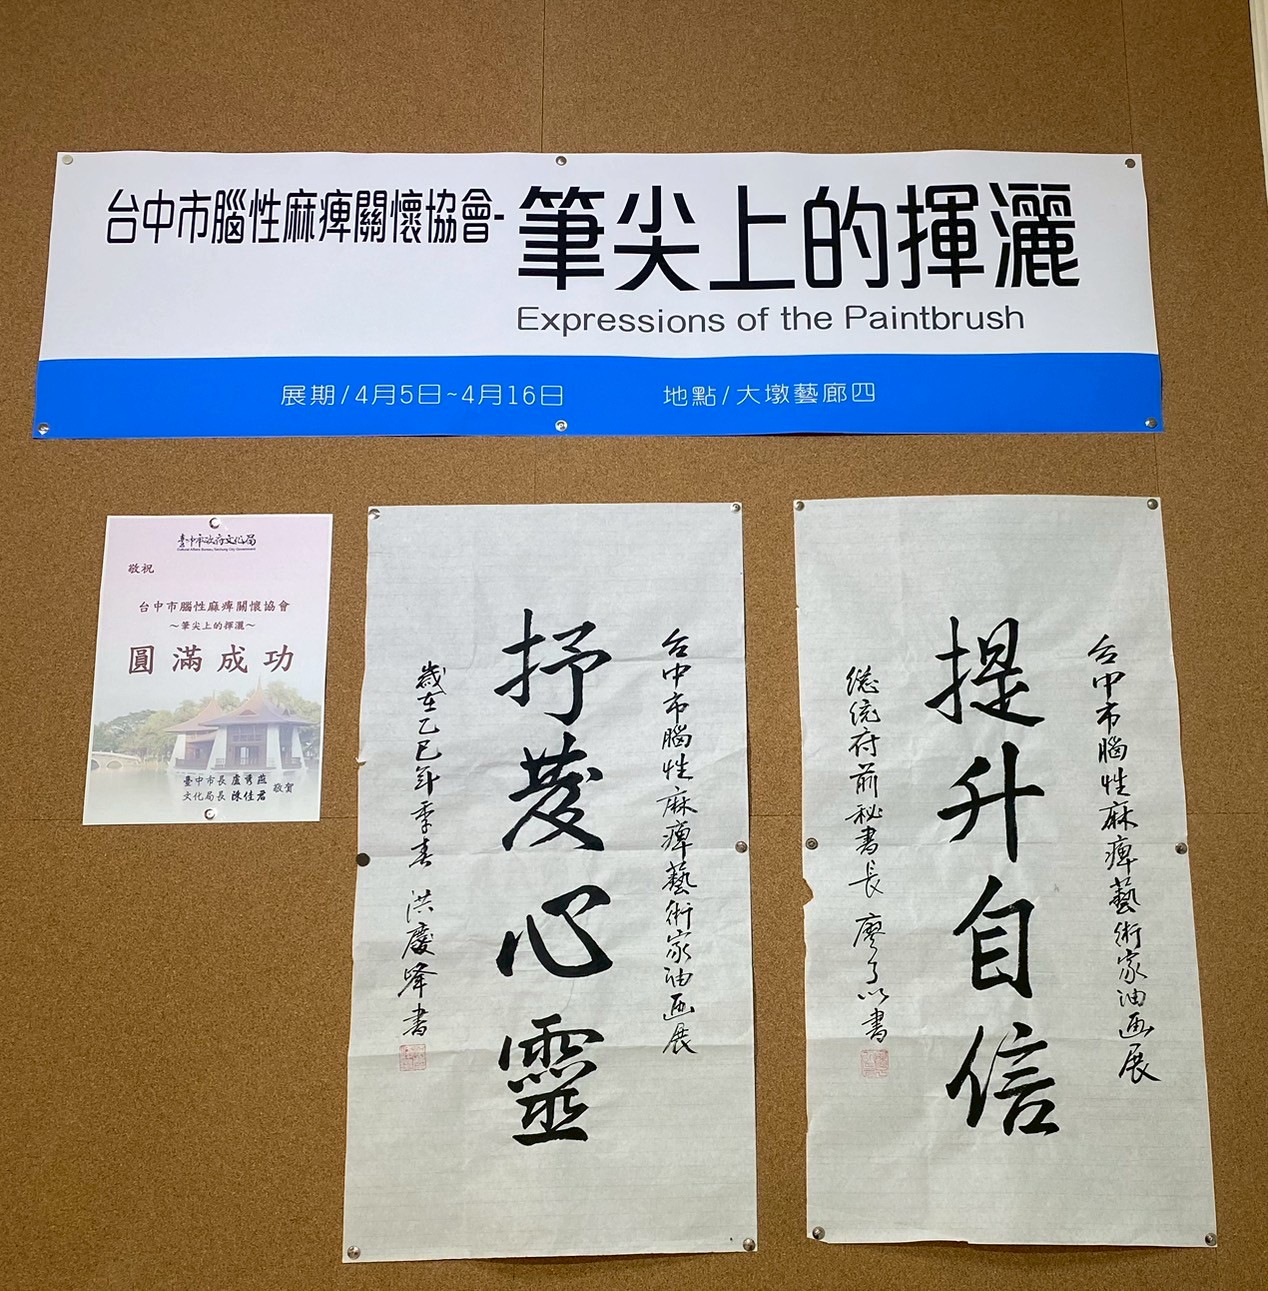 台中市腦性麻痺關懷協會-筆尖上的揮灑
Expressions of the Paintbrush
展期/4月5日~4月16日
地點/大墩藝廊四
臺中市政府文化局
Cultural Affairs Bureau, Taichung City Government
敬祝
台中市腦性麻痺關懷協會
～筆尖上的揮灑～
圓滿成功
臺中市長 盧秀燕
文化局長 陳佳君
敬賀
台中市腦性麻痺藝術家油画展
提升自信
總統府前秘書長 廖了以書
台中市腦性麻痺藝術家油画展
抒發心靈
歲在乙巳年季春 洪慶峰書